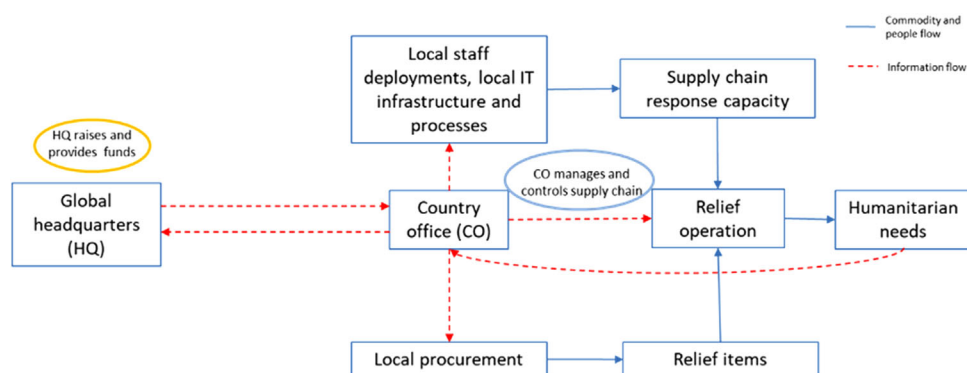 Commodity and
people flow
Information flow
Local staff
deployments, local IT
infrastructure and
processes
Supply chain
response capacity
HQ raises and
provides funds
CO manages and
controls supply chain
Global
headquarters
(HQ)
Country
office (CO)
Relief
operation
Humanitarian
needs
Local procurement
Relief items